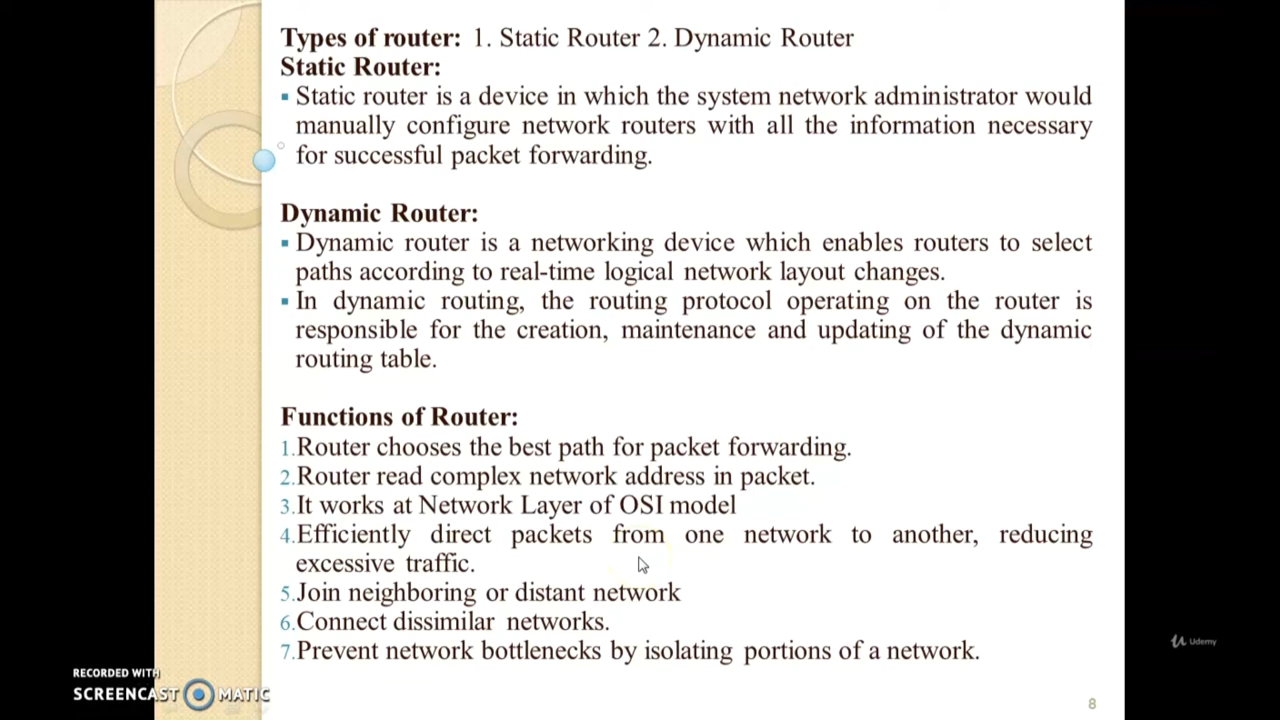 Types of router: 1. Static Router 2. Dynamic Router
Static Router:
▪ Static router is a device in which the system network administrator would
manually configure network routers with all the information necessary
for successful packet forwarding.
Dynamic Router:
▪ Dynamic router is a networking device which enables routers to select
paths according to real-time logical network layout changes.
▪ In dynamic routing, the routing protocol operating on the router is
responsible for the creation, maintenance and updating of the dynamic
routing table.
Functions of Router:
1.Router chooses the best path for packet forwarding.
2.Router read complex network address in packet.
3.It works at Network Layer of OSI model
4.Efficiently direct packets from one network to another, reducing
excessive traffic.
5.Join neighboring or distant network
6.Connect dissimilar networks.
7.Prevent network bottlenecks by isolating portions of a network.
Udemy
RECORDED WITH
SCREENCAST MATIC
8